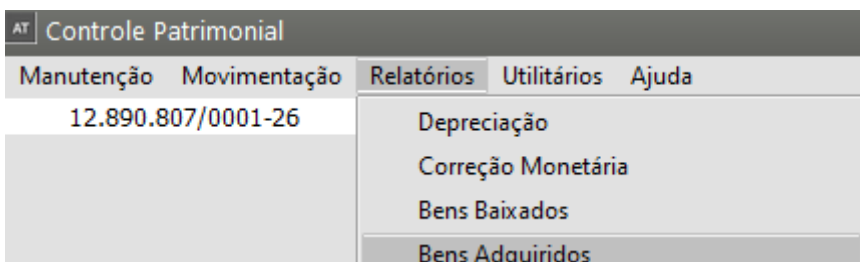 AT Controle Patrimonial
Manutenção Movimentação Relatórios Utilitários Ajuda
12.890.807/0001-26
Depreciação
Correção Monetária
Bens Baixados
Bens Adquiridos